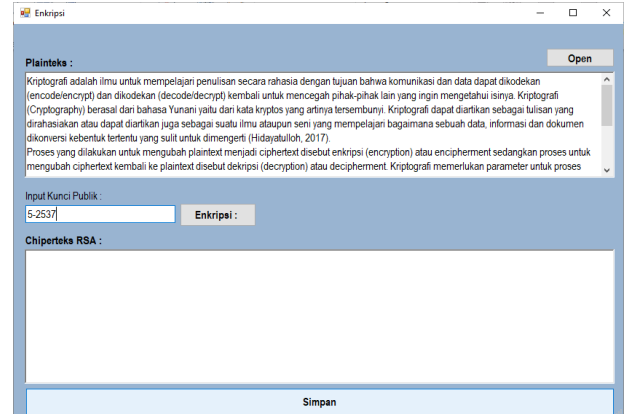 Enkripsi
Plainteks :
Open
Kriptografi adalah ilmu untuk mempelajari penulisan secara rahasia dengan tujuan bahwa komunikasi dan data dapat dikodekan
(encode/encrypt) dan dikodekan (decode/decrypt) kembali untuk mencegah pihak-pihak lain yang ingin mengetahui isinya. Kriptografi
(Cryptography) berasal dari bahasa Yunani yaitu dari kata kryptos yang artinya tersembunyi. Kriptografi dapat diartikan sebagai tulisan yang
dirahasiakan atau dapat diartikan juga sebagai suatu ilmu ataupun seni yang mempelajari bagaimana sebuah data, informasi dan dokumen
dikonversi kebentuk tertentu yang sulit untuk dimengerti (Hidayatulloh, 2017).
Proses yang dilakukan untuk mengubah plaintext menjadi ciphertext disebut enkripsi (encryption) atau encipherment sedangkan proses untuk
mengubah ciphertext kembali ke plaintext disebut dekripsi (decryption) atau decipherment. Kriptografi memerlukan parameter untuk proses
Input Kunci Publik :
5-2537
Enkripsi :
Chiperteks RSA :
Simpan